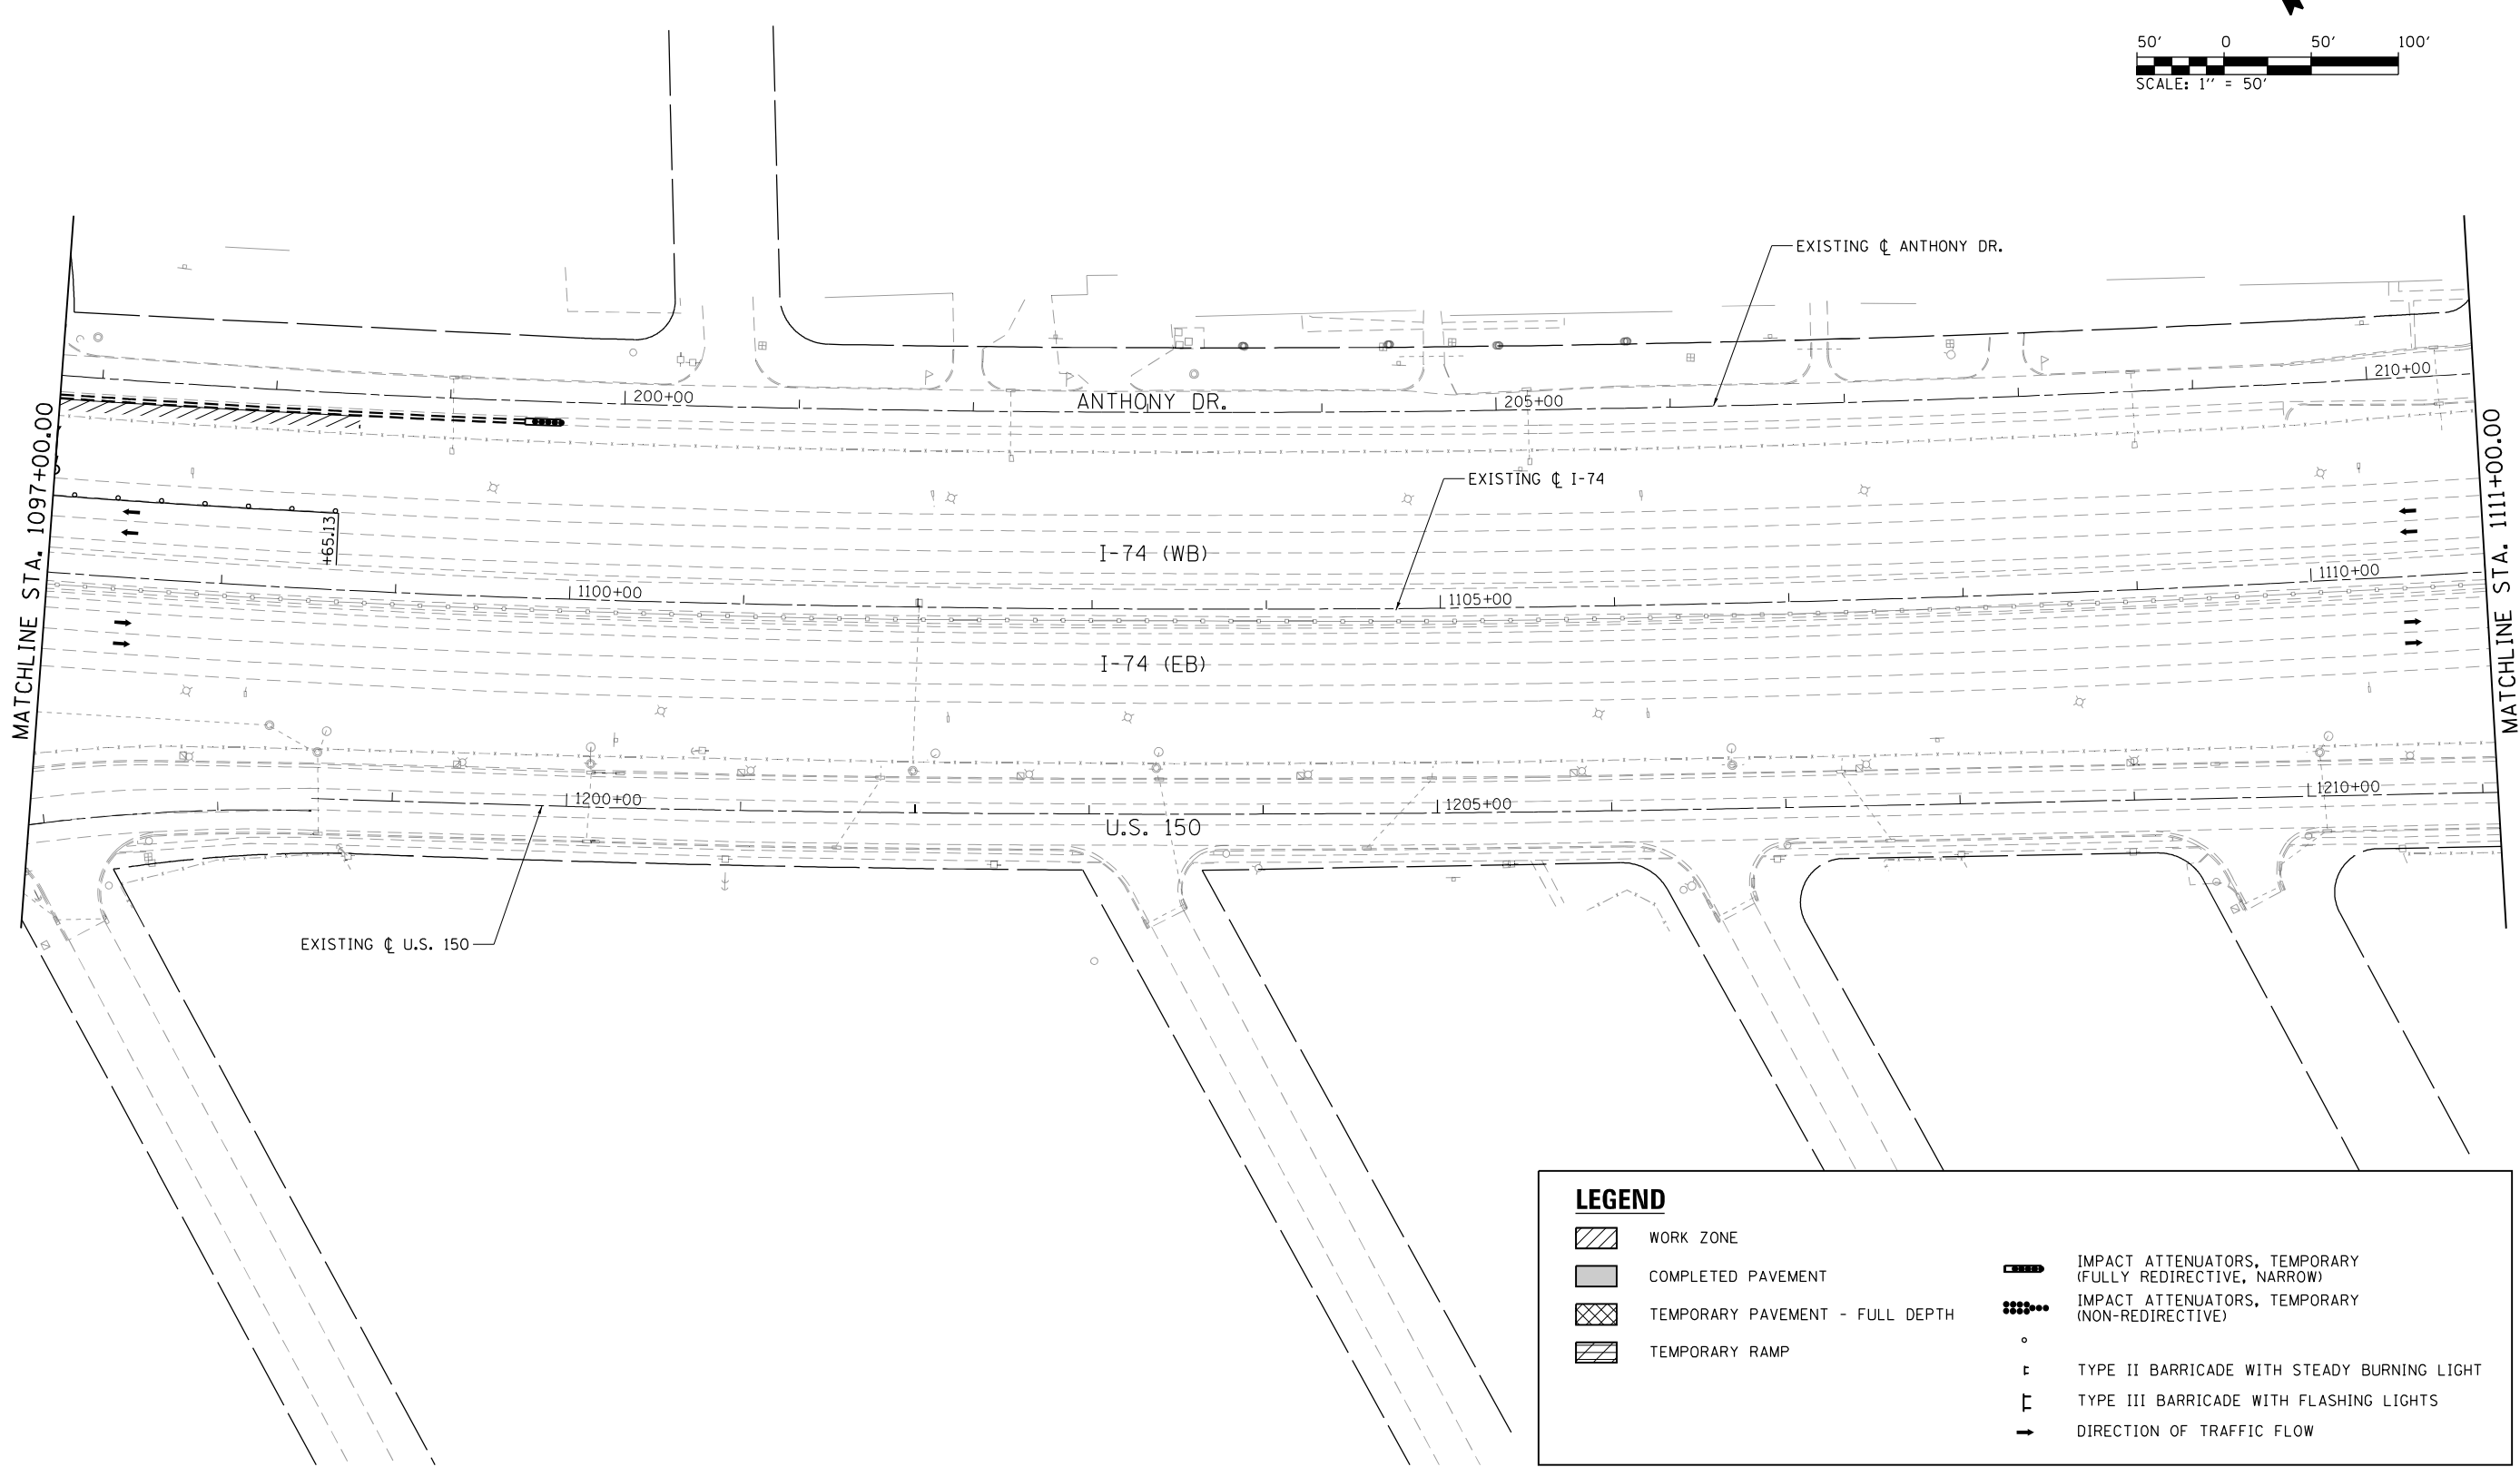 50' 0 50' 100'
SCALE: 1" = 50'
EXISTING ℄ ANTHONY DR.
210+00
200+00
ANTHONY DR.
205+00
MATCHLINE STA. 1097+00.00
MATCHLINE STA. 1111+00.00
EXISTING ℄ I-74
+65.13
I-74 (WB)
1110+00
1100+00
1105+00
I-74 (EB)
1210+00
1200+00
1205+00
U.S. 150
EXISTING ℄ U.S. 150
LEGEND
WORK ZONE
COMPLETED PAVEMENT
TEMPORARY PAVEMENT - FULL DEPTH
TEMPORARY RAMP
IMPACT ATTENUATORS, TEMPORARY
(FULLY REDIRECTIVE, NARROW)
IMPACT ATTENUATORS, TEMPORARY
(NON-REDIRECTIVE)
TYPE II BARRICADE WITH STEADY BURNING LIGHT
TYPE III BARRICADE WITH FLASHING LIGHTS
DIRECTION OF TRAFFIC FLOW